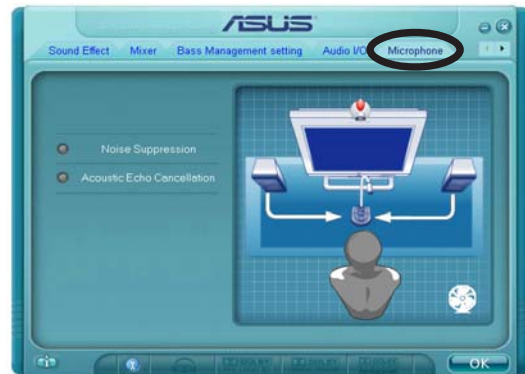 ASUS
Sound Effect Mixer Bass Management setting Audio I/O Microphone
Noise Suppression
Acoustic Echo Cancellation
OK